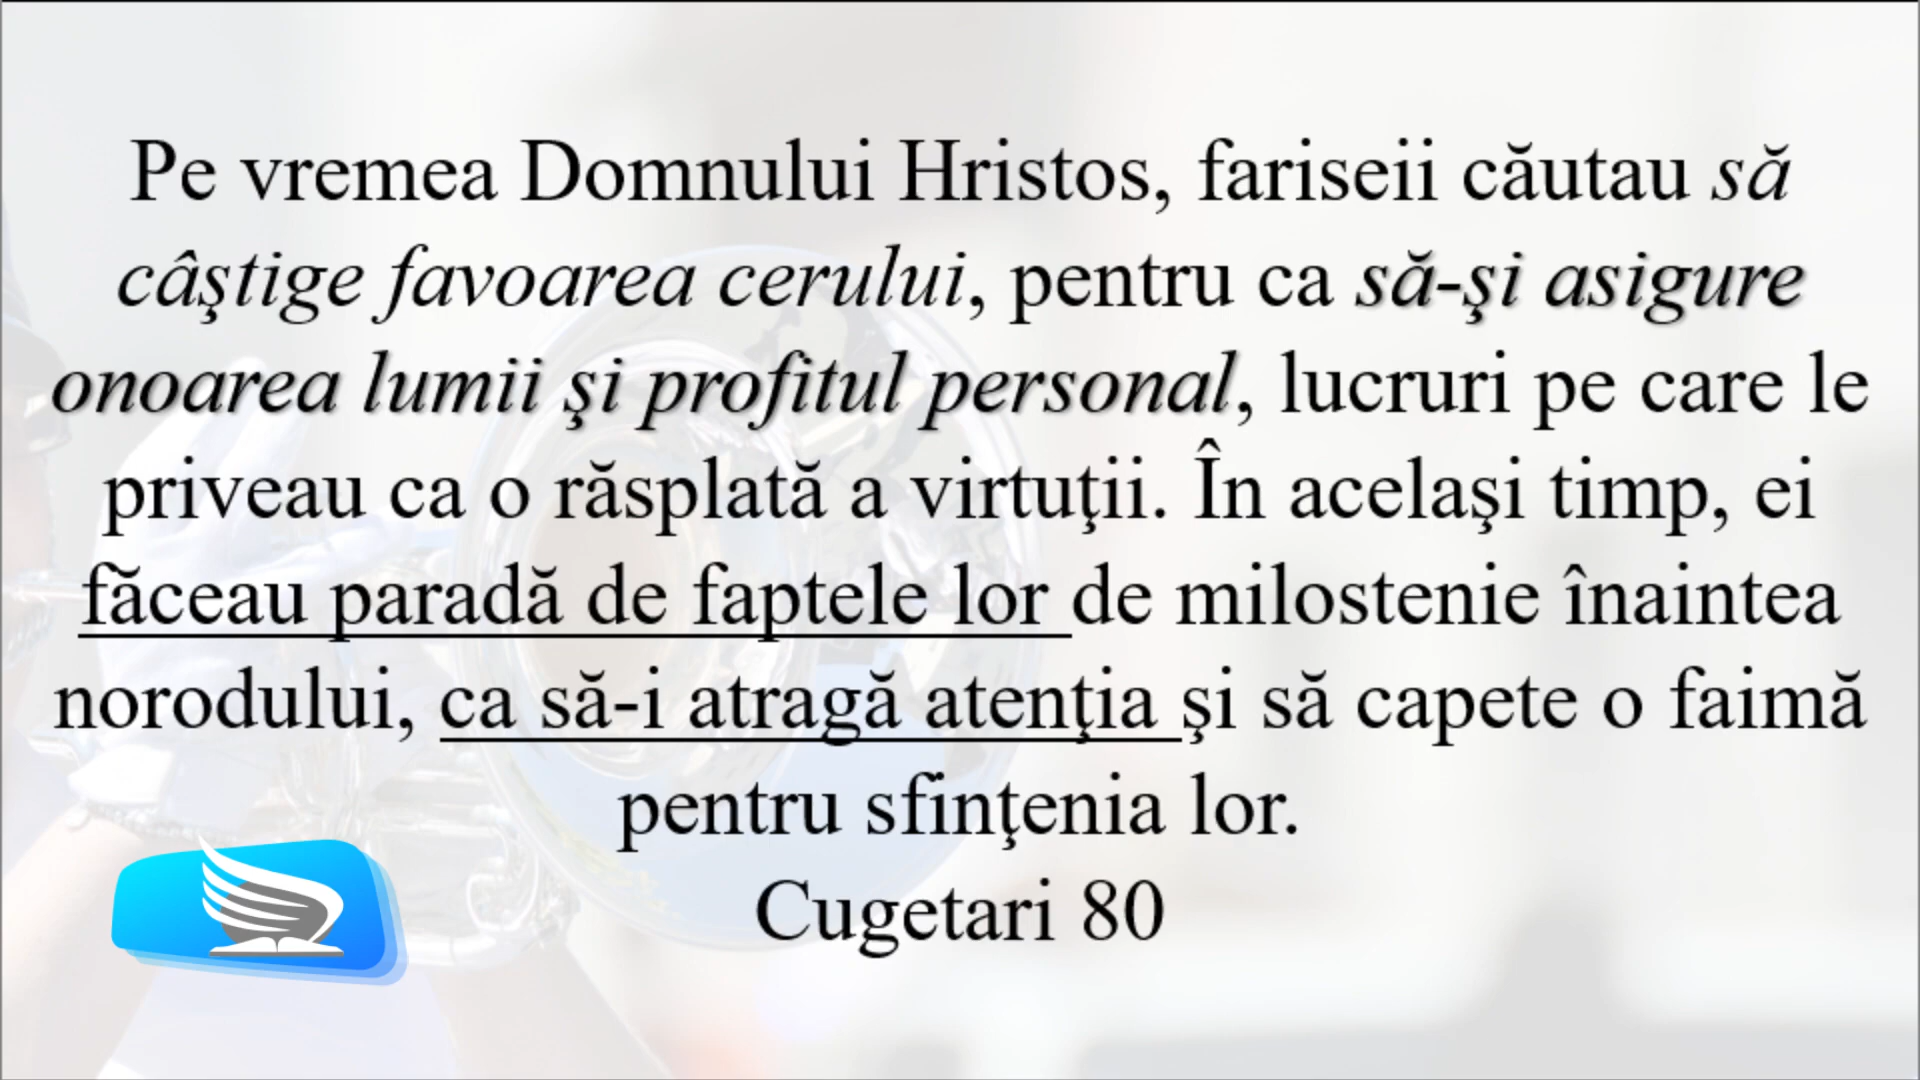 Pe vremea Domnului Hristos, fariseii căutau să
câştige favoarea cerului, pentru ca să-şi asigure
onoarea lumii şi profitul personal, lucruri pe care le
priveau ca o răsplată a virtuţii. În acelaşi timp, ei
făceau paradă de faptele lor de milostenie înaintea
norodului, ca să-i atragă atenţia şi să capete o faimă
pentru sfinţenia lor.
Cugetari 80